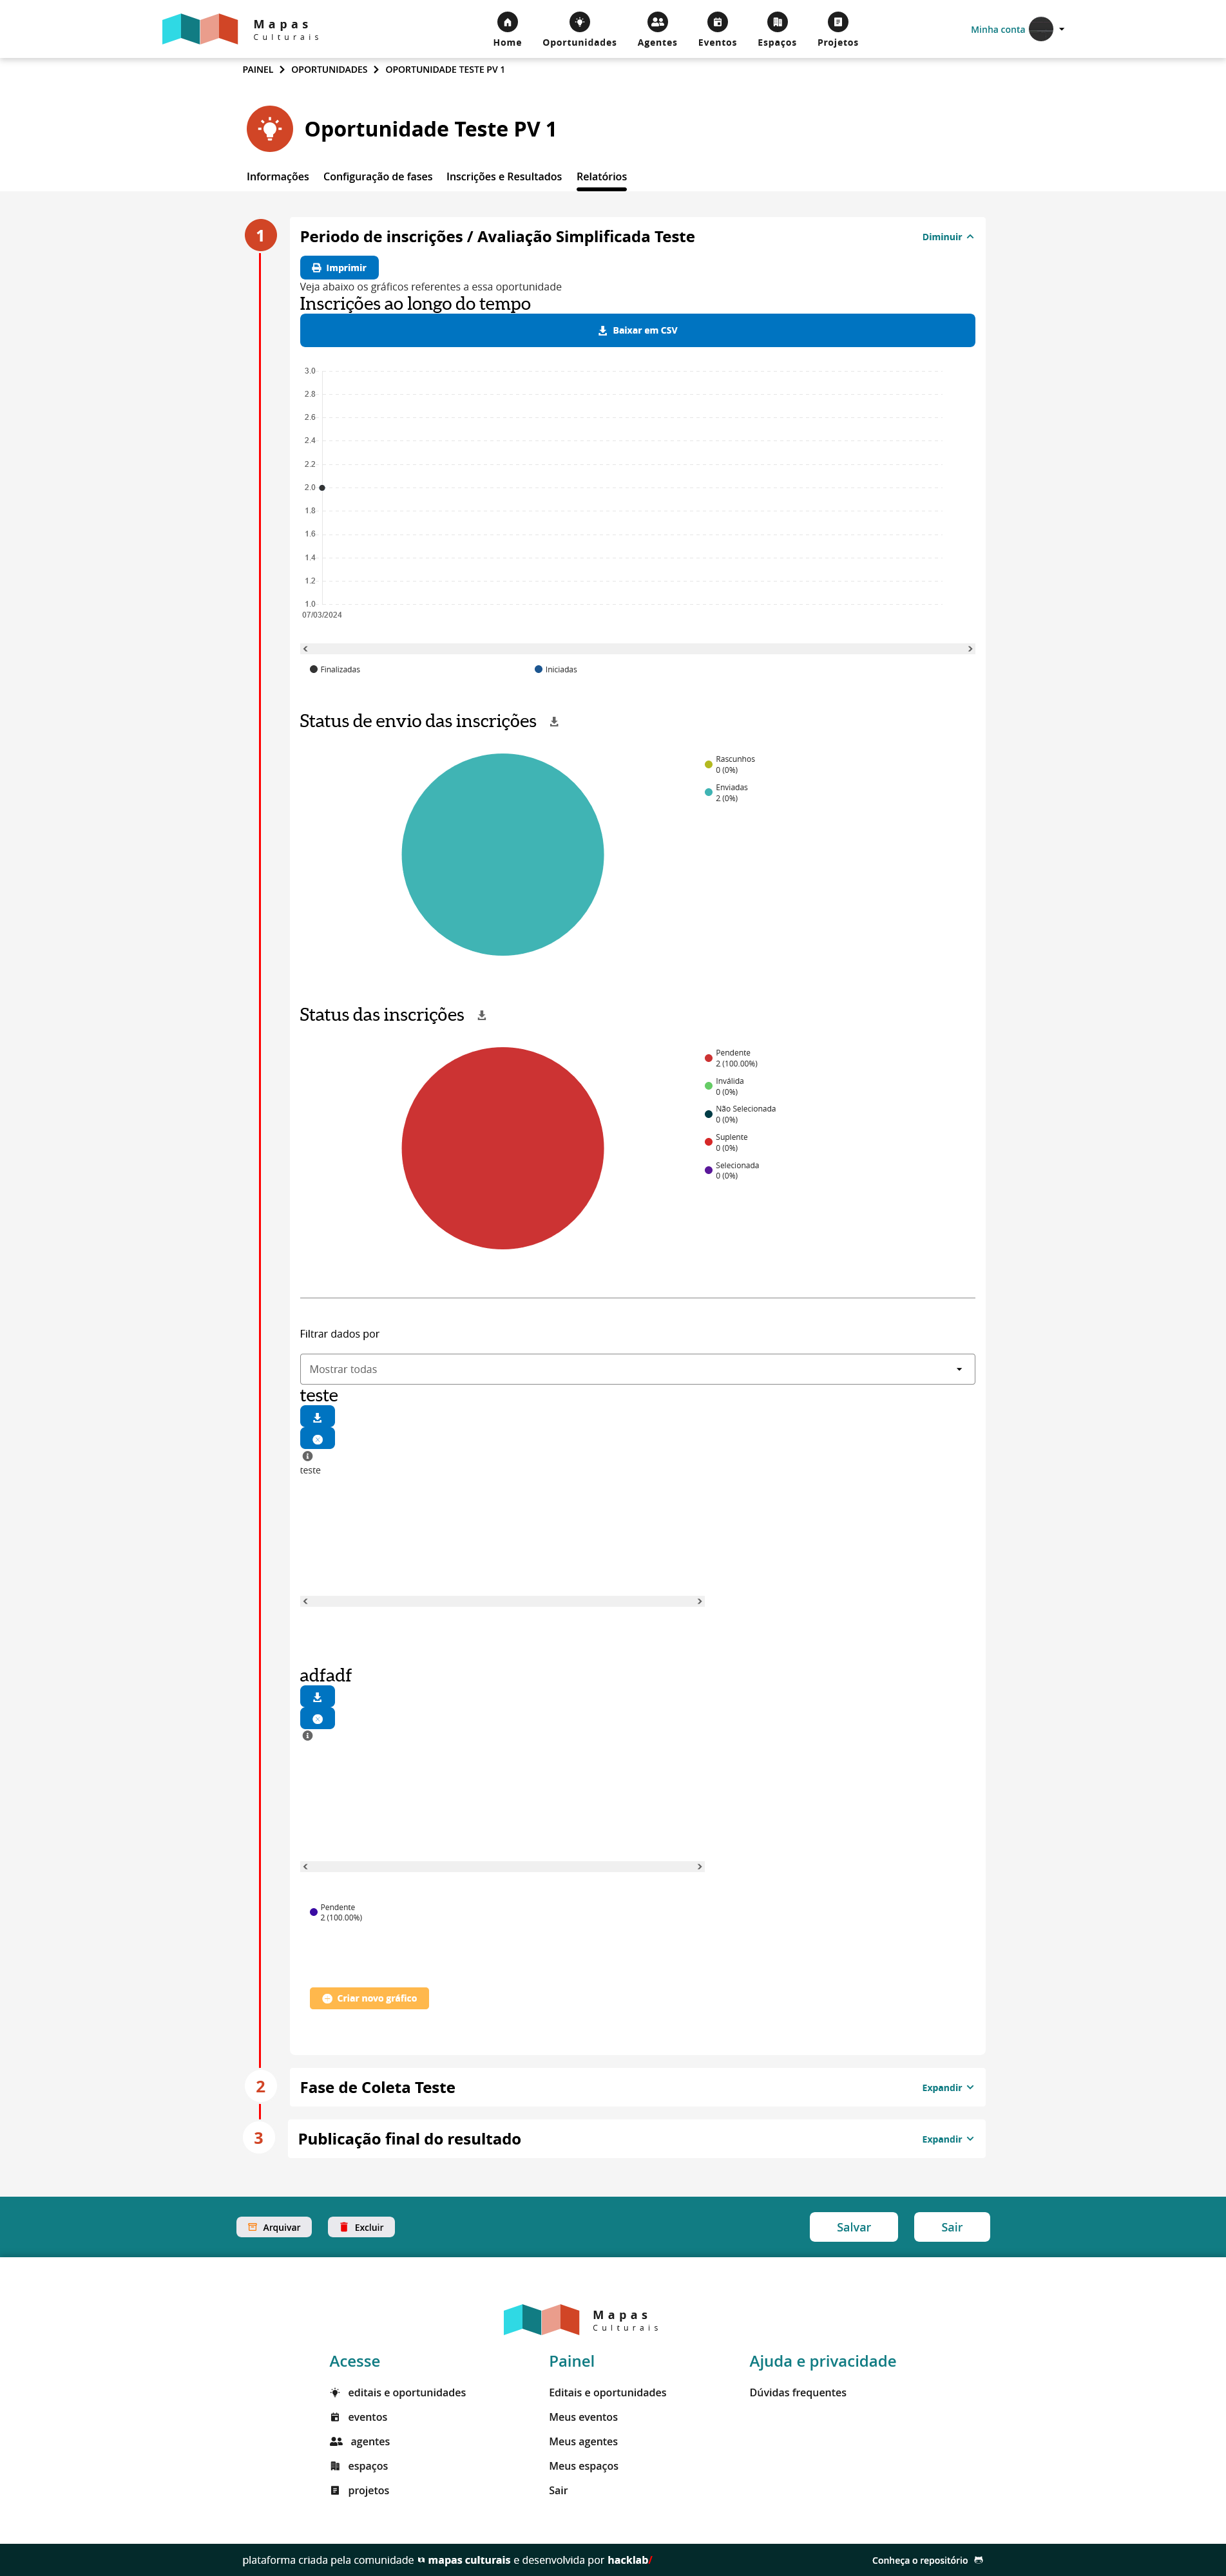 Mapas
Culturais
Home
Oportunidades
Agentes
Eventos
Espaços
Projetos
Minha conta
PAINEL
OPORTUNIDADES
OPORTUNIDADE TESTE PV 1
Oportunidade Teste PV 1
Informações
Configuração de fases
Inscrições e Resultados
Relatórios
1
Periodo de inscrições / Avaliação Simplificada Teste
Diminuir
Imprimir
Veja abaixo os gráficos referentes a essa oportunidade
Inscrições ao longo do tempo
Baixar em CSV
3.0
2.8
2.6
2.4
2.2
2.0
1.8
1.6
1.4
1.2
1.0
07/03/2024
Finalizadas
Iniciadas
Status de envio das inscrições
Rascunhos
0 (0%)
Enviadas
2 (0%)
Status das inscrições
Pendente
2 (100.00%)
Inválida
0 (0%)
Não Selecionada
0 (0%)
Suplente
0 (0%)
Selecionada
0 (0%)
Filtrar dados por
Mostrar todas
teste
teste
adfadf
Pendente
2 (100.00%)
Criar novo gráfico
2
Fase de Coleta Teste
Expandir
3
Publicação final do resultado
Expandir
Arquivar
Excluir
Salvar
Sair
Mapas
Culturais
Acesse
editais e oportunidades
eventos
agentes
espaços
projetos
Painel
Editais e oportunidades
Meus eventos
Meus agentes
Meus espaços
Sair
Ajuda e privacidade
Dúvidas frequentes
plataforma criada pela comunidade mapas culturais e desenvolvida por hacklab/
Conheça o repositório